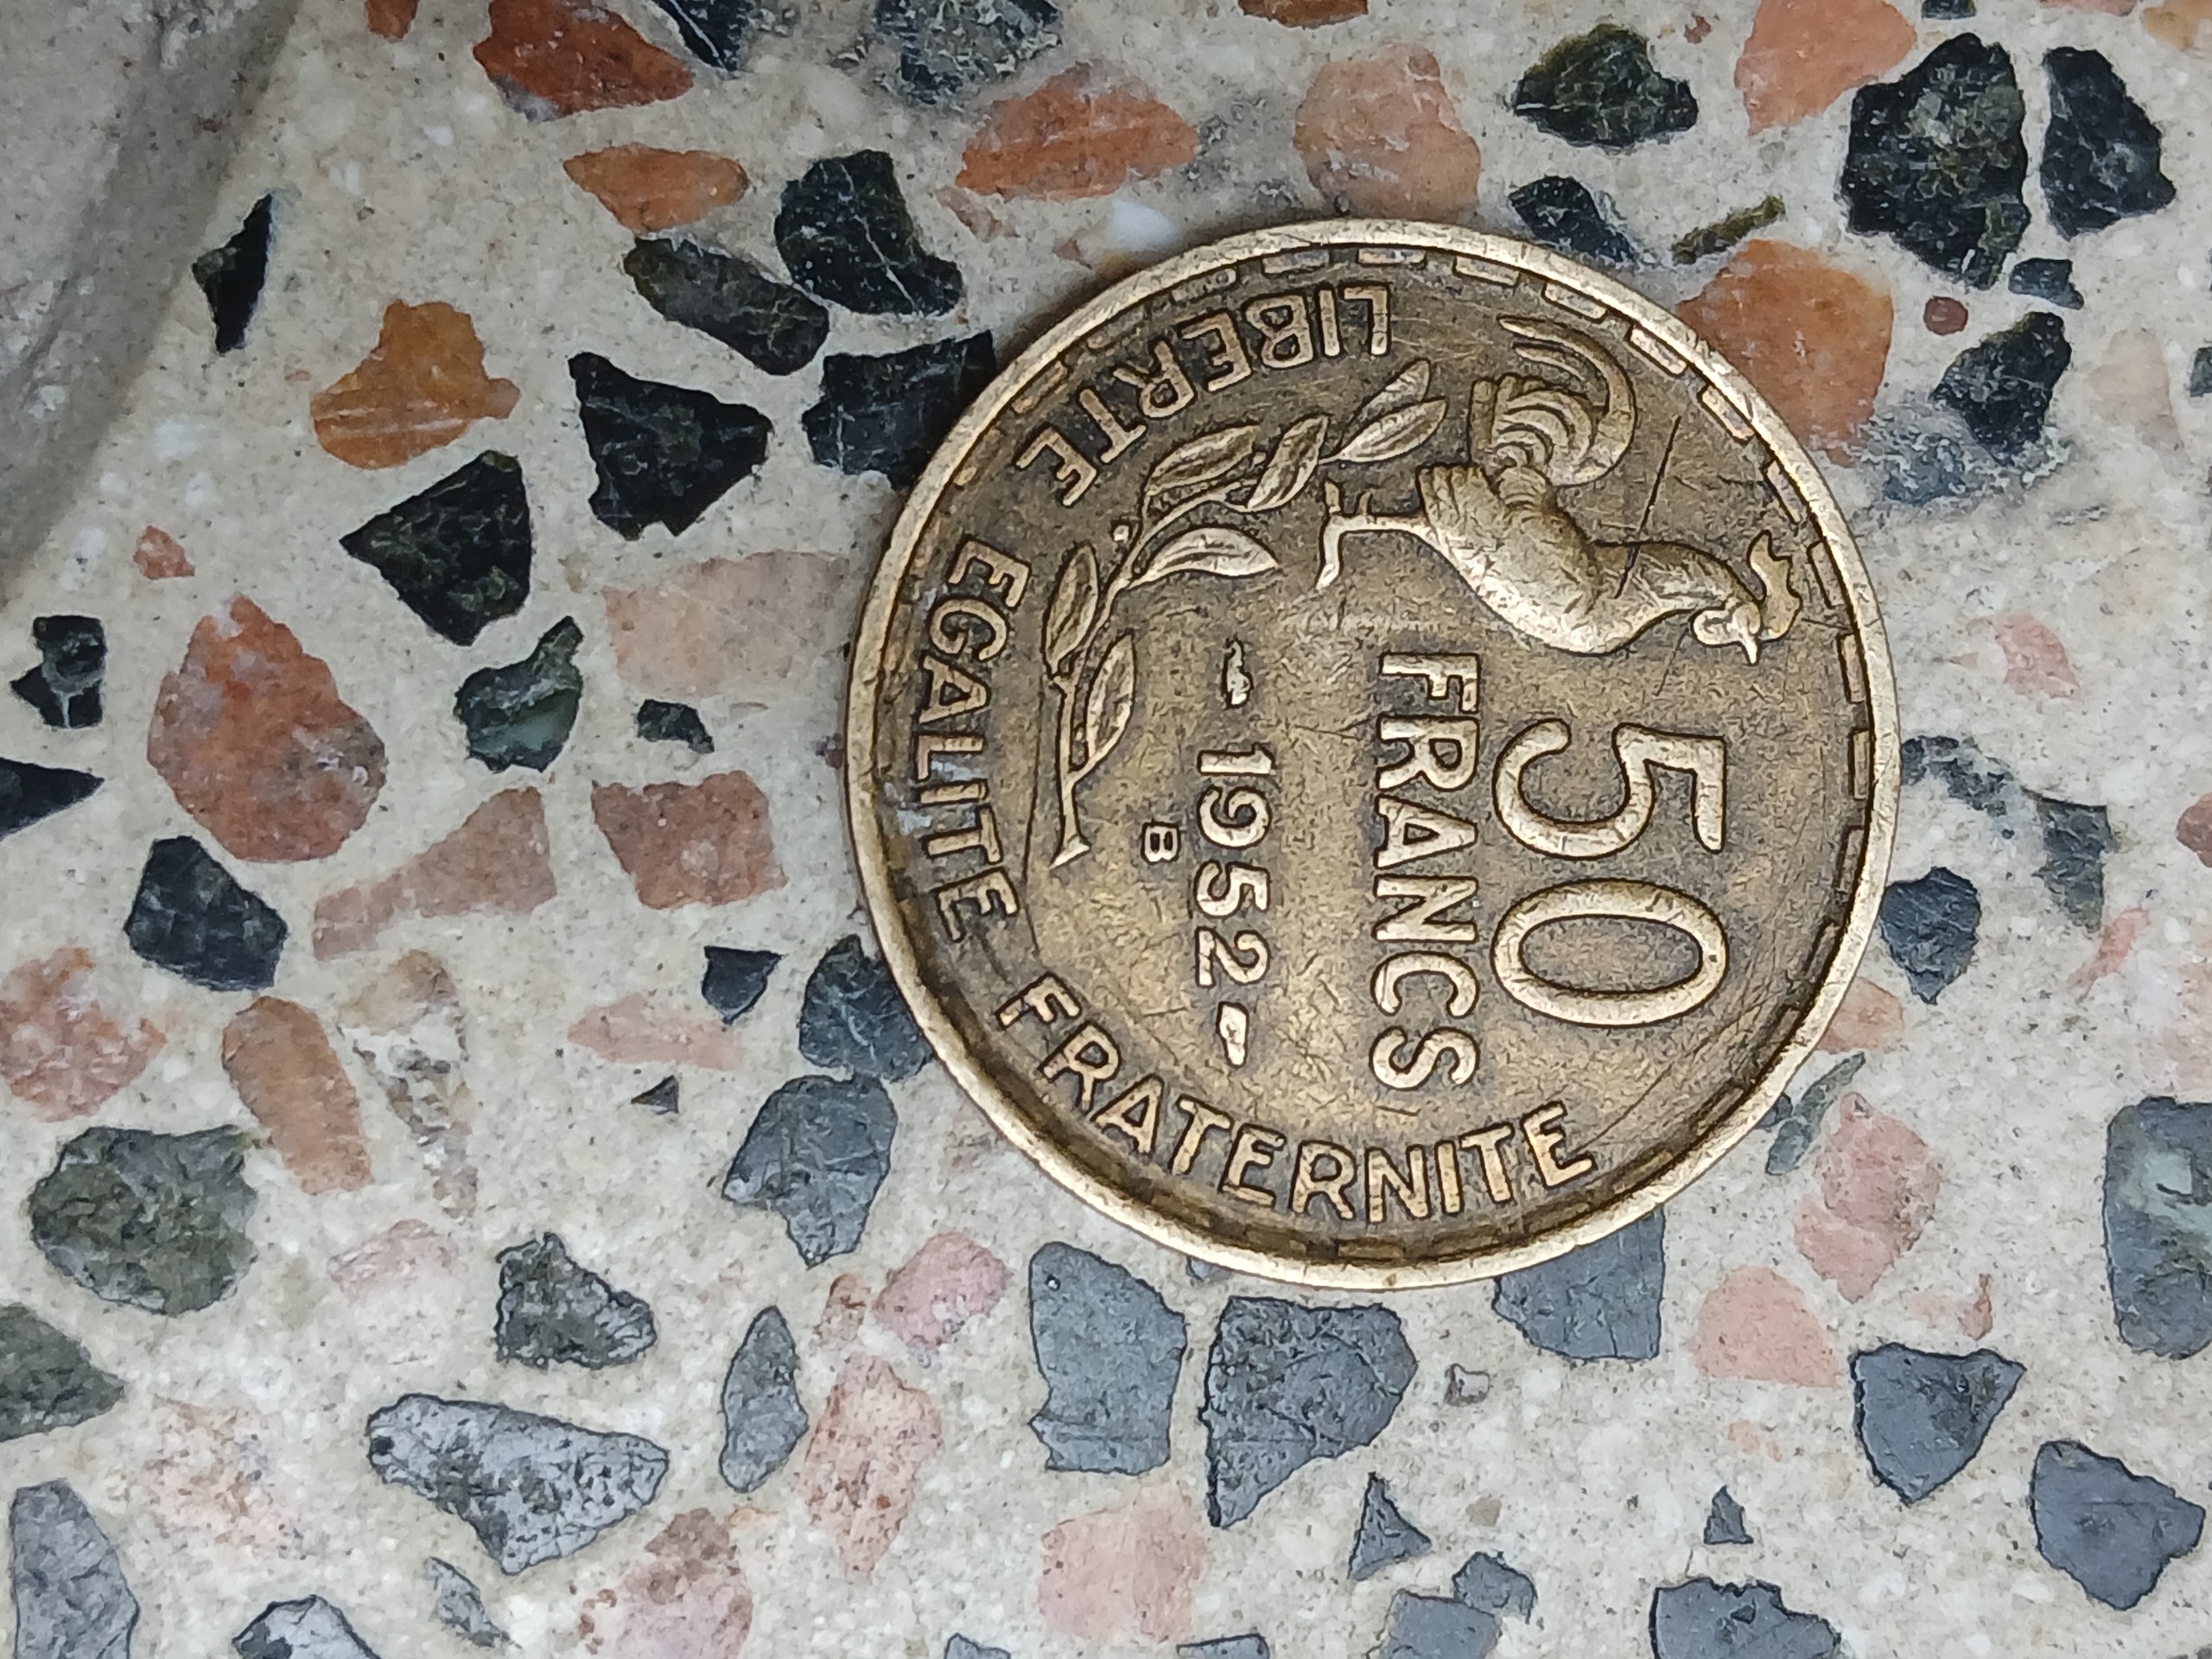 50
FRANCS
1952
B
LIBERTE EGALITE FRATERNITE